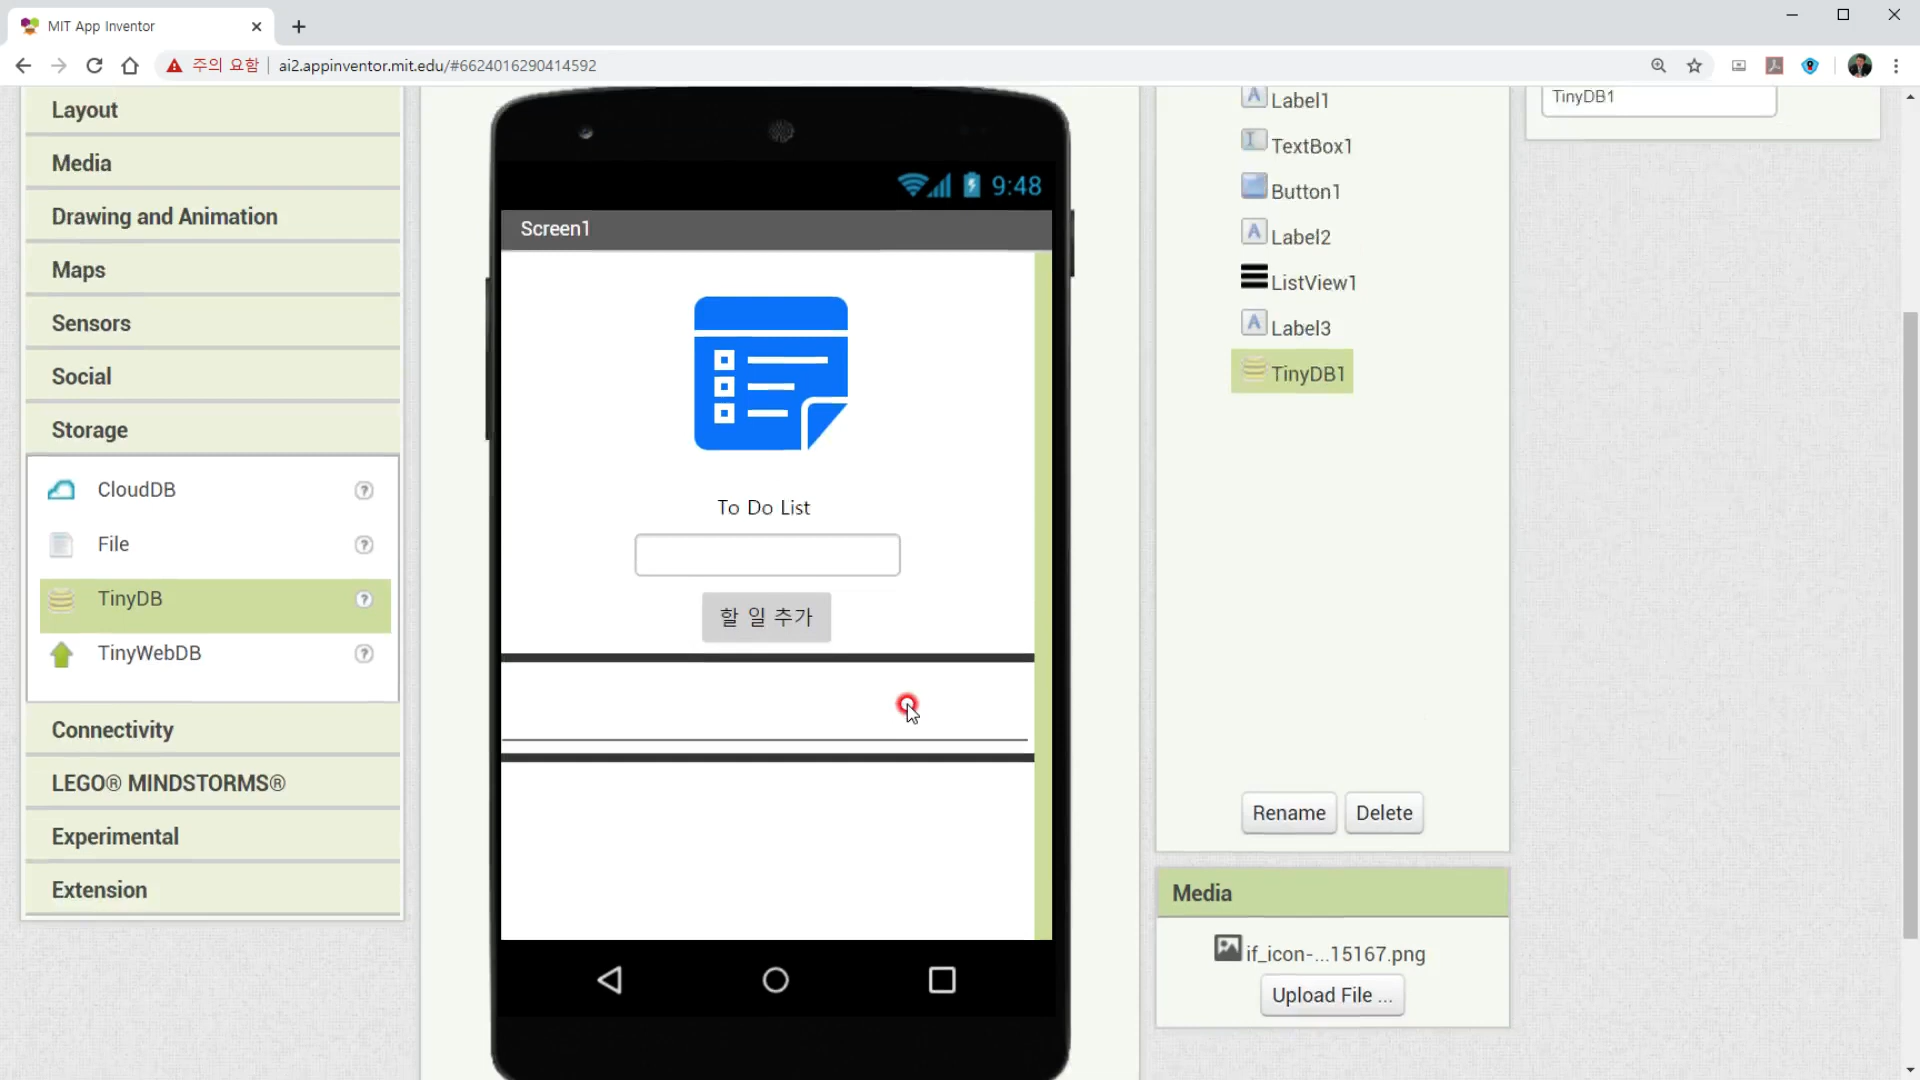 MIT App Inventor
주의 요함
ai2.appinventor.mit.edu/#6624016290414592
Layout
Media
Drawing and Animation
Maps
Sensors
Social
Storage
CloudDB
?
File
?
TinyDB
?
TinyWebDB
?
Connectivity
LEGO® MINDSTORMS®
Experimental
Extension
9:48
Screen1
To Do List
할 일 추가
A Label1
TextBox1
Button1
A Label2
ListView1
A Label3
TinyDB1
Rename
Delete
Media
if_icon-...15167.png
Upload File ...
TinyDB1